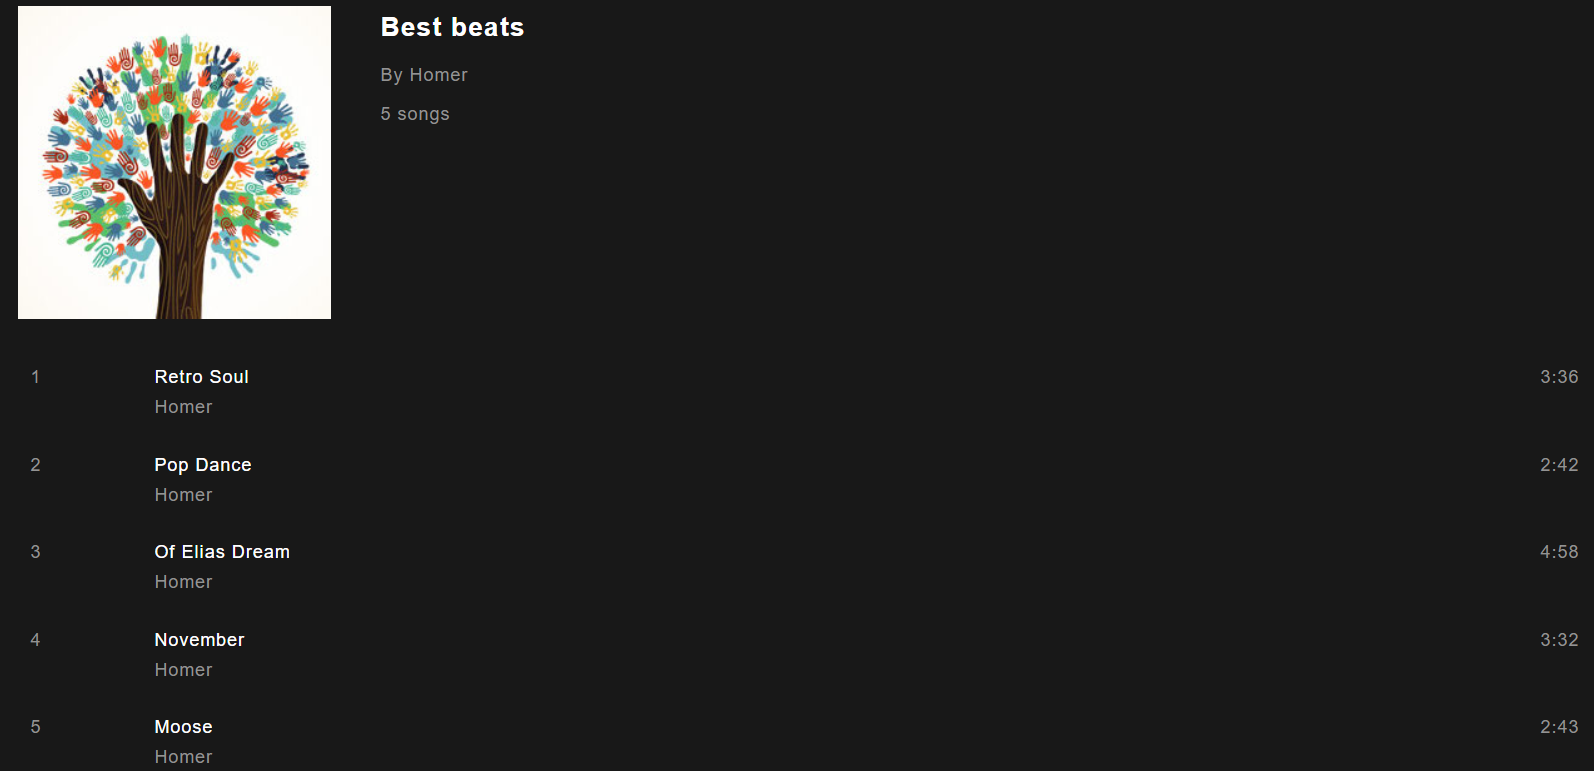 Best beats
By Homer
5 songs
1 Retro Soul 3:36
Homer
2 Pop Dance 2:42
Homer
3 Of Elias Dream 4:58
Homer
4 November 3:32
Homer
5 Moose 2:43
Homer